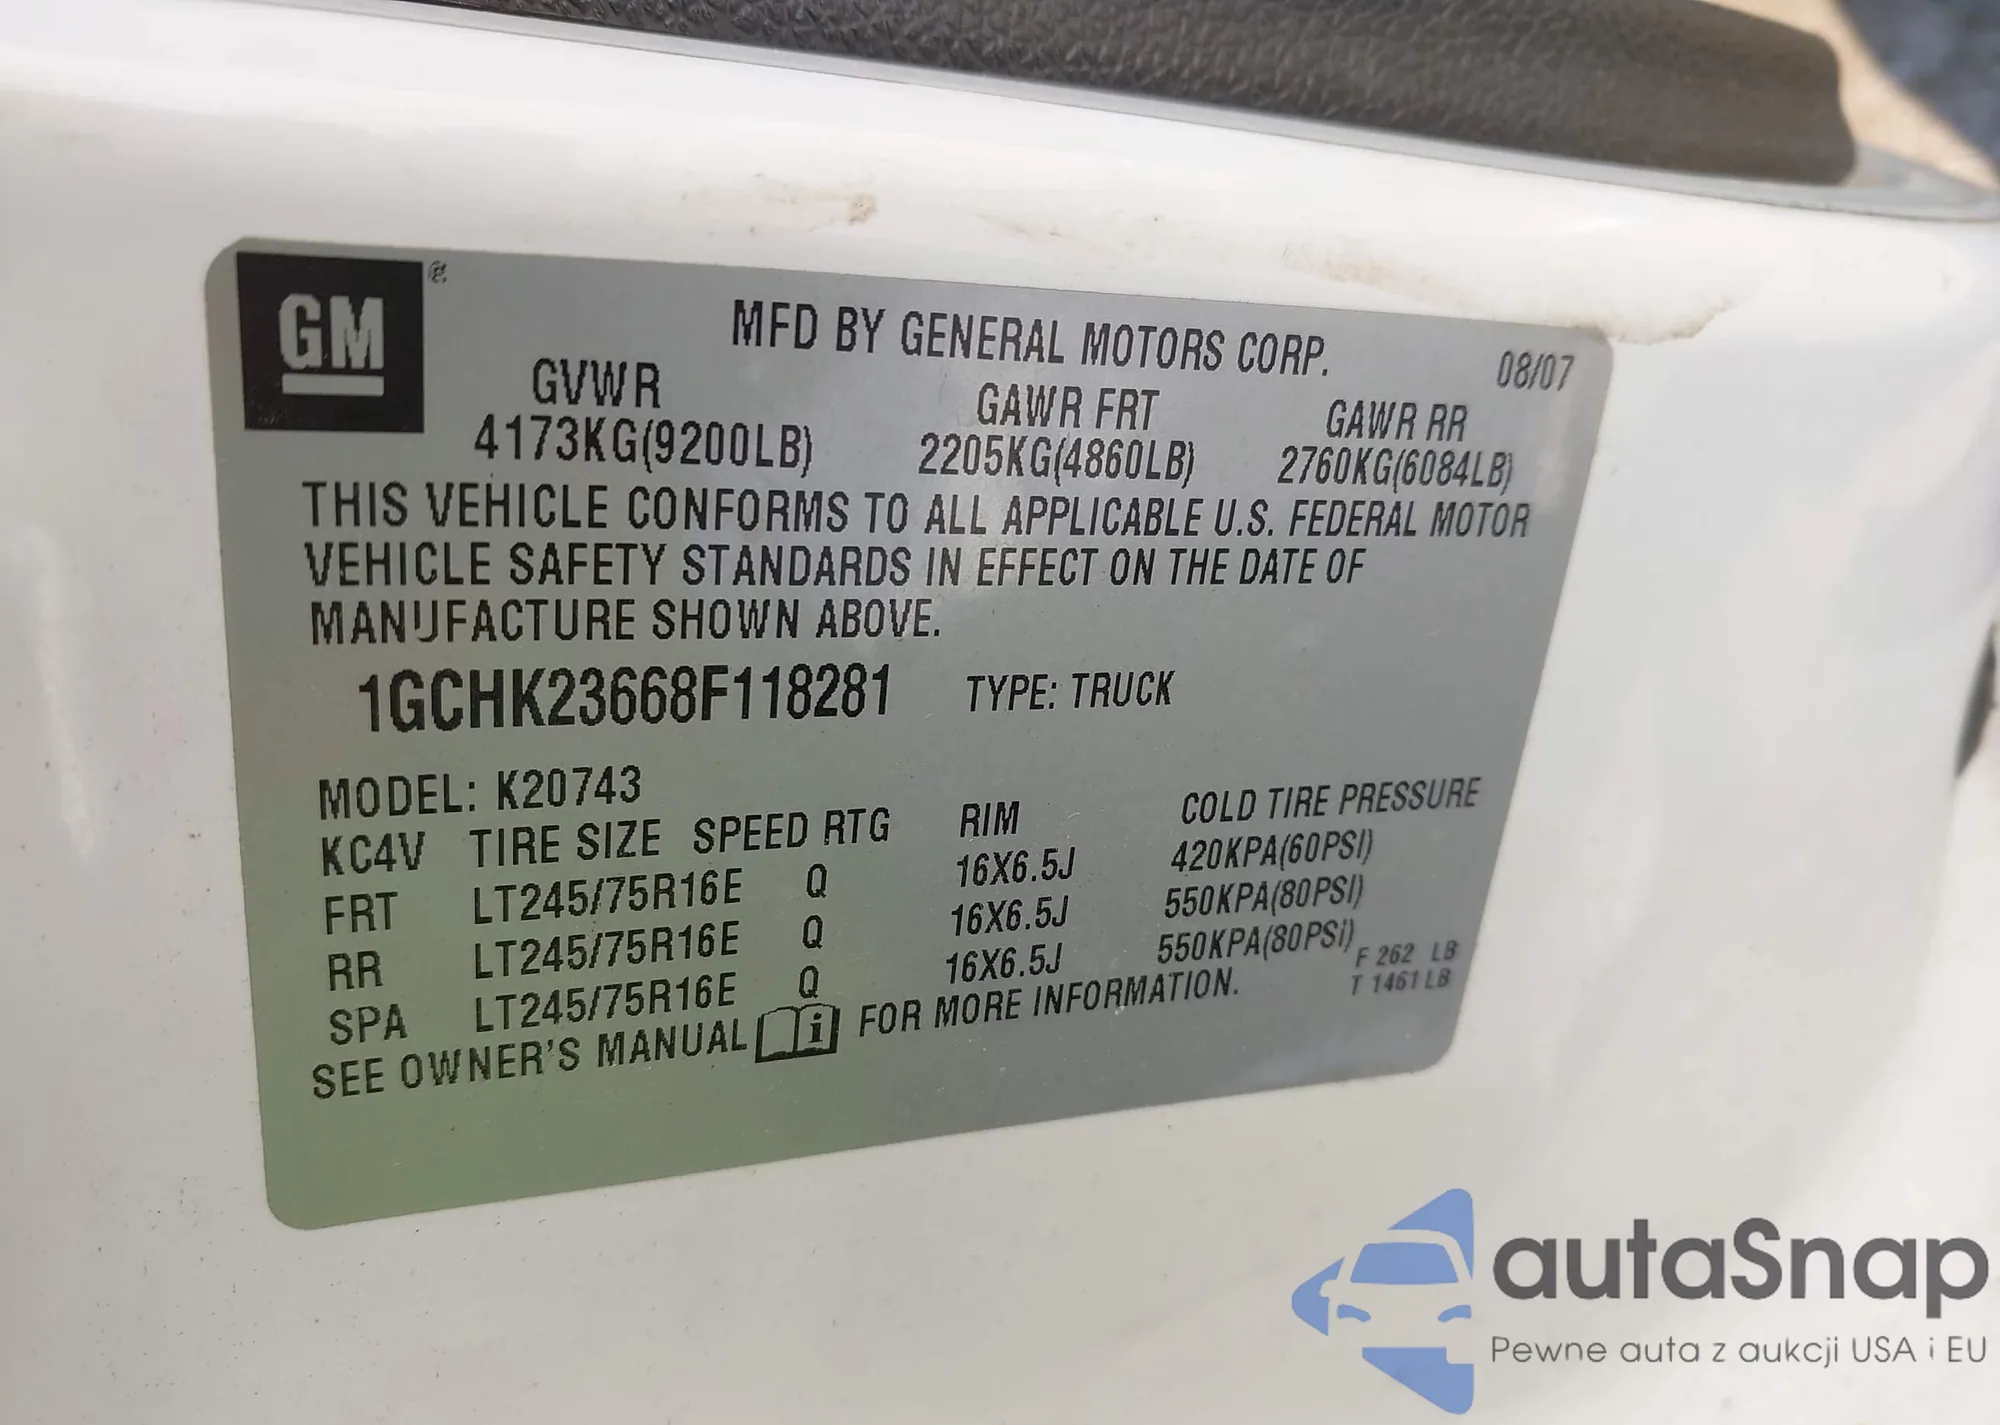 GM ®
MFD BY GENERAL MOTORS CORP. 08/07
GVWR GAWR FRT GAWR RR
4173KG(9200LB) 2205KG(4860LB) 2760KG(6084LB)
THIS VEHICLE CONFORMS TO ALL APPLICABLE U.S. FEDERAL MOTOR
VEHICLE SAFETY STANDARDS IN EFFECT ON THE DATE OF
MANUFACTURE SHOWN ABOVE.
1GCHK23668F118281 TYPE: TRUCK
MODEL: K20743
KC4V TIRE SIZE SPEED RTG RIM COLD TIRE PRESSURE
FRT LT245/75R16E Q 16X6.5J 420KPA(60PSI)
RR LT245/75R16E Q 16X6.5J 550KPA(80PSI)
SPA LT245/75R16E Q 16X6.5J 550KPA(80PSI)
F 262 LB
T 1461LB
SEE OWNER'S MANUAL i FOR MORE INFORMATION.
autaSnap
Pewne auta z aukcji USA i EU